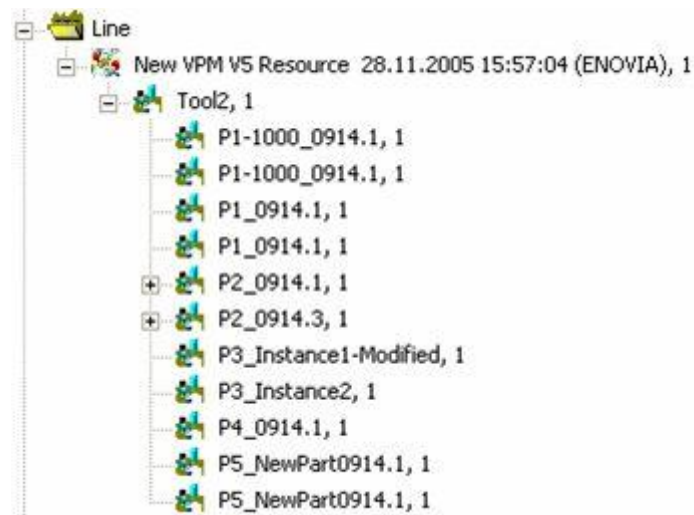 Line
New VPM V5 Resource 28.11.2005 15:57:04 (ENOVIA), 1
Tool2, 1
P1-1000_0914.1, 1
P1-1000_0914.1, 1
P1_0914.1, 1
P1_0914.1, 1
P2_0914.1, 1
P2_0914.3, 1
P3_Instance1-Modified, 1
P3_Instance2, 1
P4_0914.1, 1
P5_NewPart0914.1, 1
P5_NewPart0914.1, 1